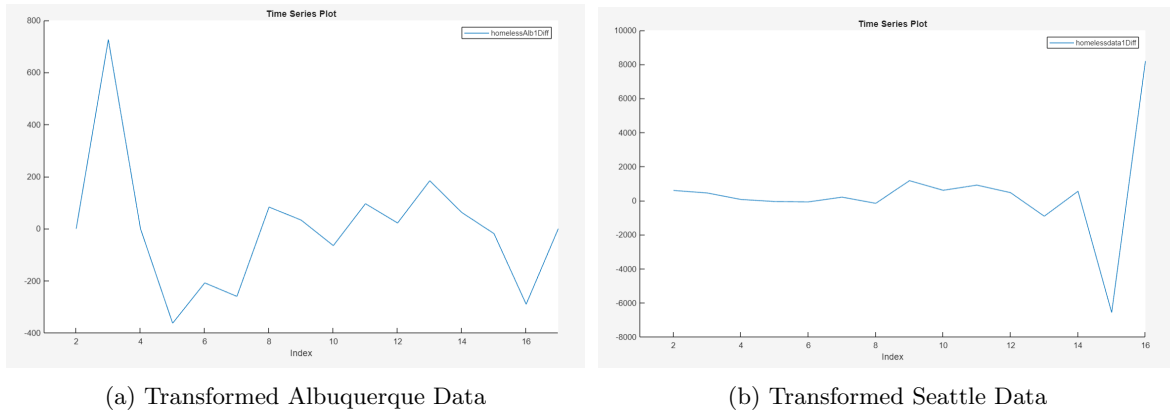 Time Series Plot
homelessAlb1Diff
800
600
400
200
0
-200
-400
2 4 6 8 10 12 14 16
Index
(a) Transformed Albuquerque Data
Time Series Plot
homelessdata1Diff
10000
8000
6000
4000
2000
0
-2000
-4000
-6000
-8000
2 4 6 8 10 12 14 16
Index
(b) Transformed Seattle Data